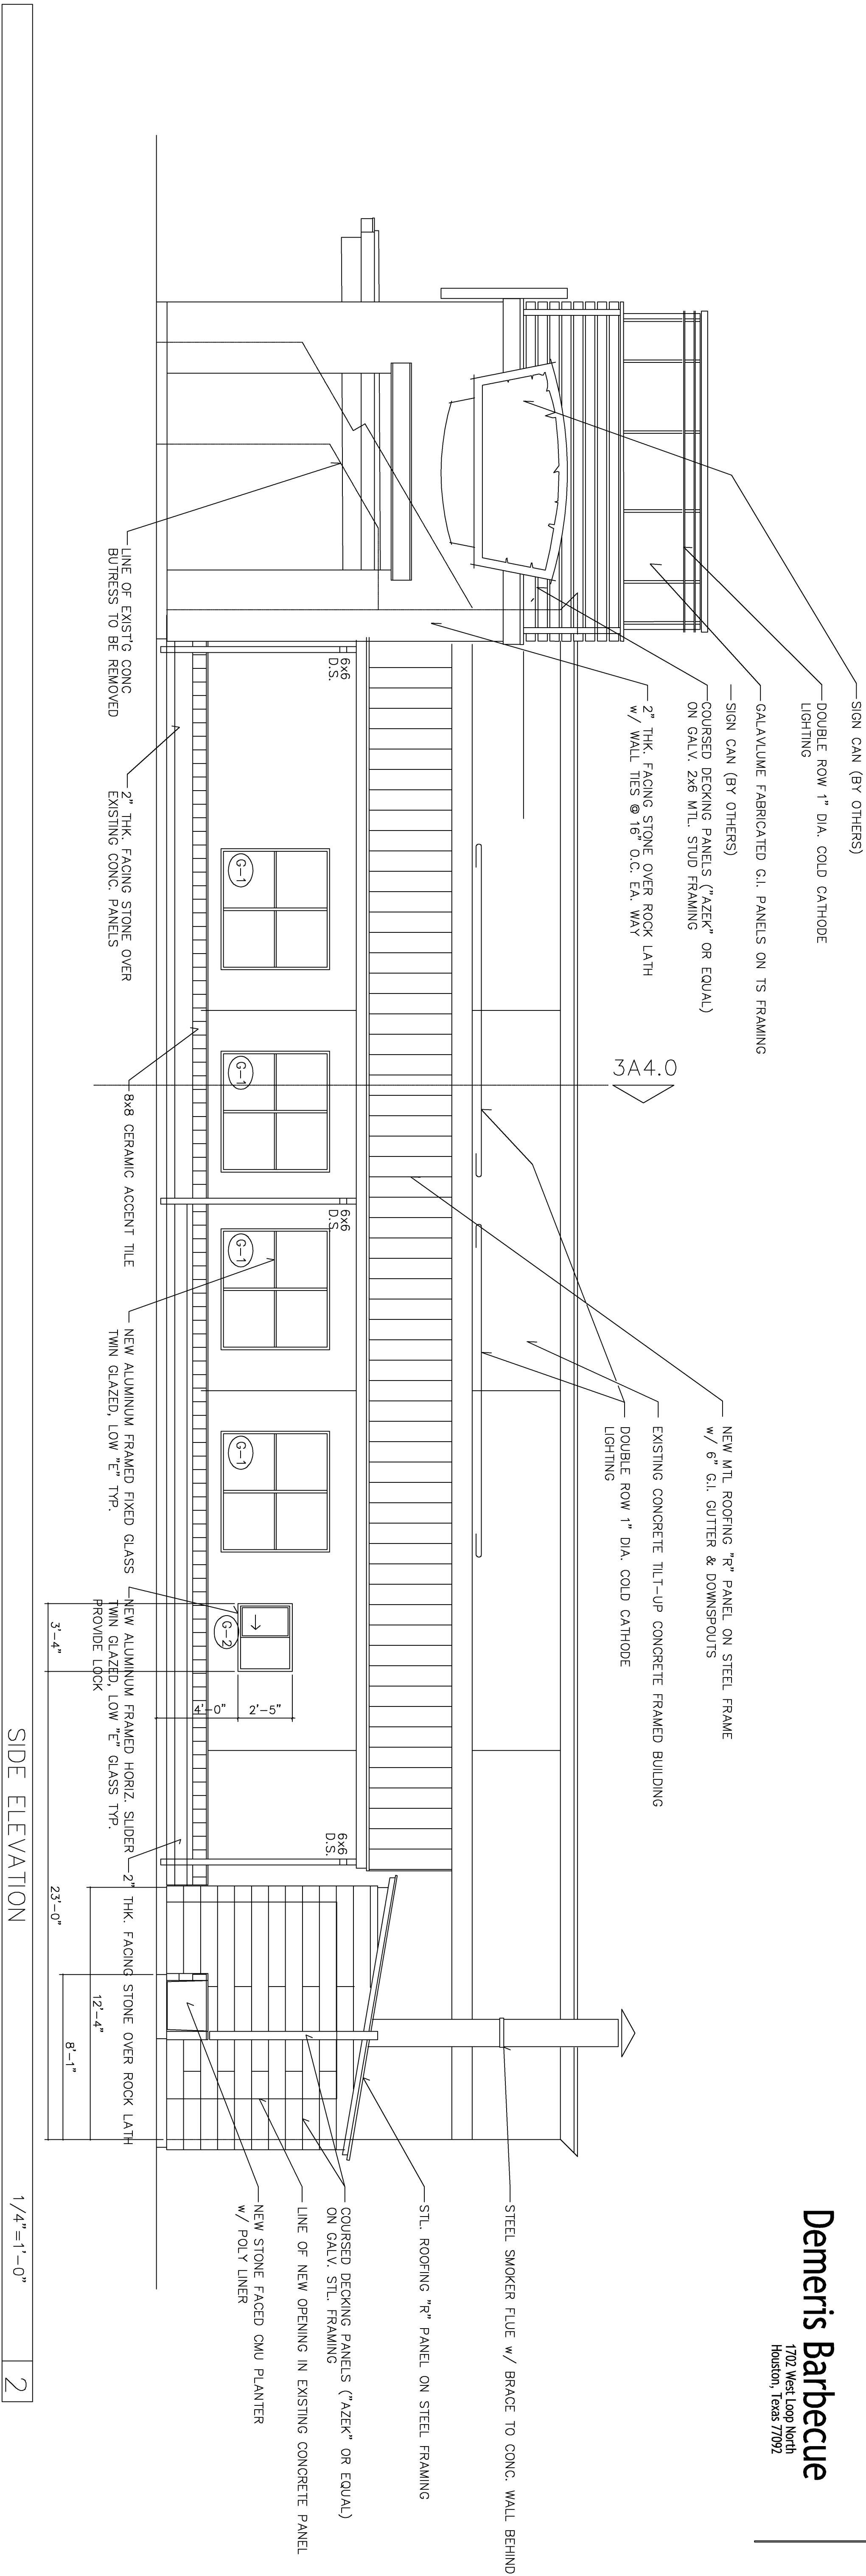 Demeris Barbecue
1702 West Loop North
Houston, Texas 77092
SIGN CAN (BY OTHERS)
DOUBLE ROW 1" DIA. COLD CATHODE
LIGHTING
GALAVLUME FABRICATED G.I. PANELS ON TS FRAMING
SIGN CAN (BY OTHERS)
COURSED DECKING PANELS ("AZEK" OR EQUAL)
ON GALV. 2x6 MTL. STUD FRAMING
2" THK. FACING STONE OVER ROCK LATH
w/ WALL TIES @ 16" O.C. EA. WAY
3A4.0
NEW MTL ROOFING "R" PANEL ON STEEL FRAME
w/ 6" G.I. GUTTER & DOWNSPOUTS
EXISTING CONCRETE TILT-UP CONCRETE FRAMED BUILDING
DOUBLE ROW 1" DIA. COLD CATHODE
LIGHTING
STEEL SMOKER FLUE w/ BRACE TO CONC. WALL BEHIND
STL. ROOFING "R" PANEL ON STEEL FRAMING
COURSED DECKING PANELS ("AZEK" OR EQUAL)
ON GALV. STL. FRAMING
LINE OF NEW OPENING IN EXISTING CONCRETE PANEL
NEW STONE FACED CMU PLANTER
w/ POLY LINER
6x6
D.S.
6x6
D.S.
6x6
D.S.
G-1
G-1
G-1
G-1
G-2
2'-5"
4'-0"
LINE OF EXIST'G CONC
BUTRESS TO BE REMOVED
2" THK. FACING STONE OVER
EXISTING CONC. PANELS
8x8 CERAMIC ACCENT TILE
NEW ALUMINUM FRAMED FIXED GLASS
TWIN GLAZED, LOW "E" TYP.
NEW ALUMINUM FRAMED HORIZ. SLIDER
TWIN GLAZED, LOW "E" GLASS TYP.
PROVIDE LOCK
2" THK. FACING STONE OVER ROCK LATH
12'-4"
8'-1"
3'-4"
23'-0"
SIDE ELEVATION
1/4"=1'-0"
2